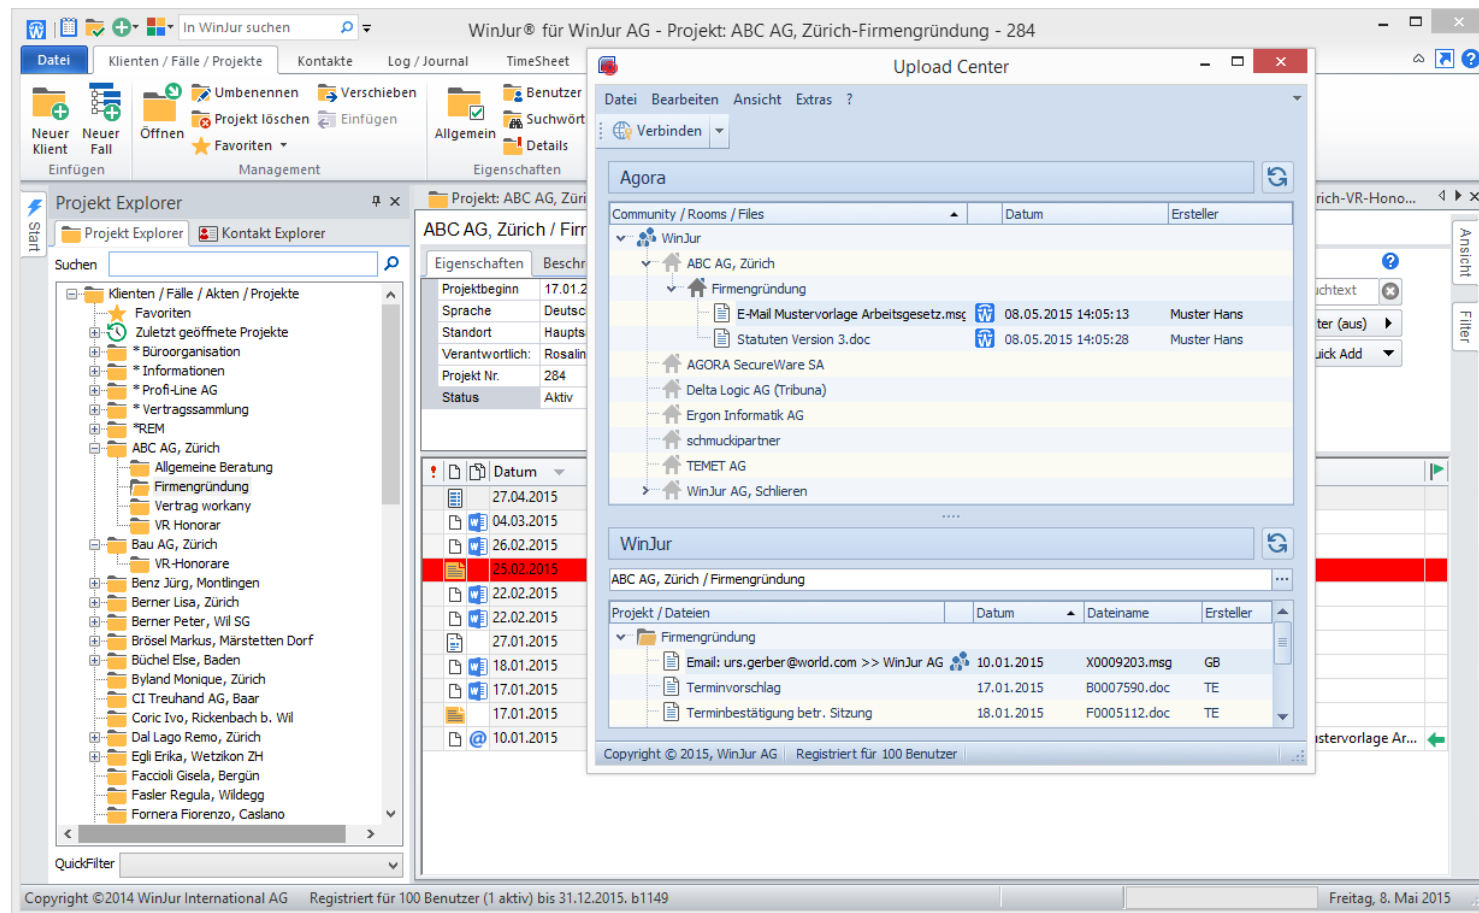 In WinJur suchen
WinJur® für WinJur AG - Projekt: ABC AG, Zürich-Firmengründung - 284
Datei Klienten / Fälle / Projekte Kontakte Log / Journal TimeSheet
Neuer Klient
Neuer Fall
Öffnen
Umbenennen
Verschieben
Projekt löschen
Einfügen
Favoriten
Allgemein
Benutzer
Suchwört
Details
Einfügen Management Eigenschaften
Start
Projekt Explorer
Projekt Explorer Kontakt Explorer
Suchen
Klienten / Fälle / Akten / Projekte
Favoriten
Zuletzt geöffnete Projekte
* Büroorganisation
* Informationen
* Profi-Line AG
* Vertragssammlung
*REM
ABC AG, Zürich
Allgemeine Beratung
Firmengründung
Vertrag workany
VR Honorar
Bau AG, Zürich
VR-Honorare
Benz Jürg, Montlingen
Berner Lisa, Zürich
Berner Peter, Wil SG
Brösel Markus, Märstetten Dorf
Büchel Else, Baden
Byland Monique, Zürich
CI Treuhand AG, Baar
Coric Ivo, Rickenbach b. Wil
Dal Lago Remo, Zürich
Egli Erika, Wetzikon ZH
Faccioli Gisela, Bergün
Fasler Regula, Wildegg
Fornera Fiorenzo, Caslano
QuickFilter
Projekt: ABC AG, Züri
ABC AG, Zürich / Firr
Eigenschaften Beschr
Projektbeginn 17.01.2
Sprache Deutsc
Standort Haupts
Verantwortlich: Rosalin
Projekt Nr. 284
Status Aktiv
Datum
27.04.2015
04.03.2015
26.02.2015
25.02.2015
22.02.2015
22.02.2015
27.01.2015
18.01.2015
17.01.2015
17.01.2015
10.01.2015
Upload Center
Datei Bearbeiten Ansicht Extras ?
Verbinden
Agora
Community / Rooms / Files Datum Ersteller
WinJur
ABC AG, Zürich
Firmengründung
E-Mail Mustervorlage Arbeitsgesetz.msg 08.05.2015 14:05:13 Muster Hans
Statuten Version 3.doc 08.05.2015 14:05:28 Muster Hans
AGORA SecureWare SA
Delta Logic AG (Tribuna)
Ergon Informatik AG
schmuckipartner
TEMET AG
WinJur AG, Schlieren
WinJur
ABC AG, Zürich / Firmengründung
Projekt / Dateien Datum Dateiname Ersteller
Firmengründung
Email: urs.gerber@world.com >> WinJur AG 10.01.2015 X0009203.msg GB
Terminvorschlag 17.01.2015 B0007590.doc TE
Terminbestätigung betr. Sitzung 18.01.2015 F0005112.doc TE
Copyright © 2015, WinJur AG Registriert für 100 Benutzer
rich-VR-Hono...
uchtext
ter (aus)
uick Add
Ansicht
Filter
stervorlage Ar...
Copyright ©2014 WinJur International AG Registriert für 100 Benutzer (1 aktiv) bis 31.12.2015. b1149 Freitag, 8. Mai 2015